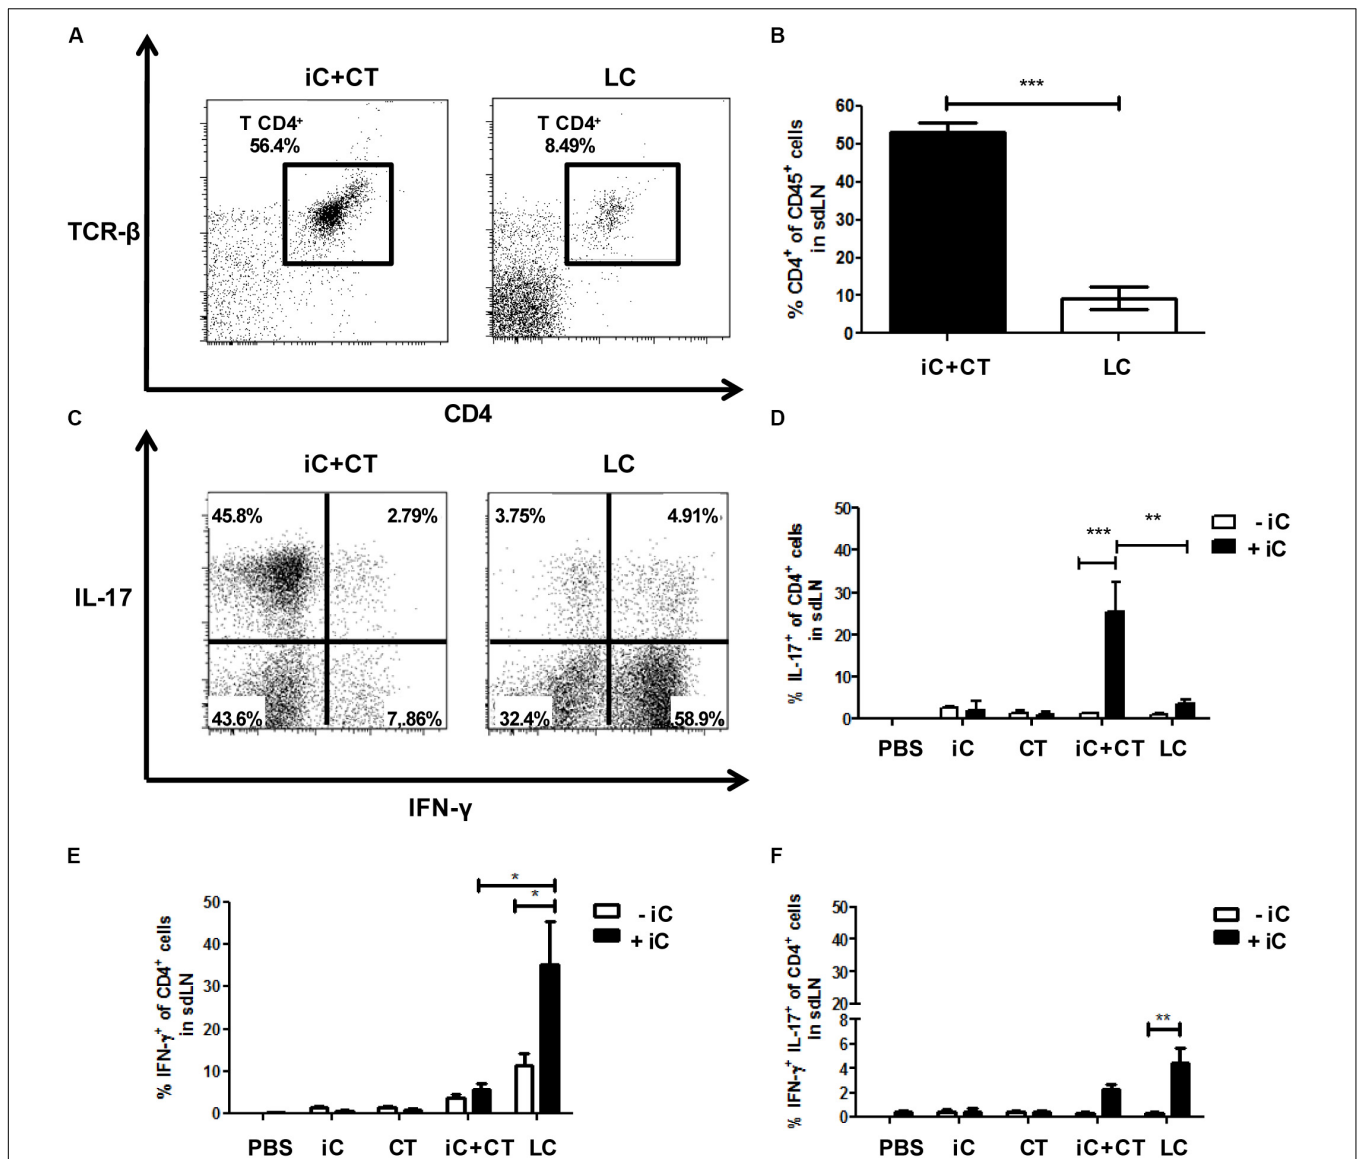 A
iC+CT
LC
T CD4+
56.4%
T CD4+
8.49%
TCR-β
CD4
B
***
% CD4+ of CD45+ cells
in sdLN
60
50
40
30
20
10
0
iC+CT
LC
C
iC+CT
LC
45.8%
2.79%
3.75%
4.91%
IL-17
43.6%
7,.86%
32.4%
58.9%
IFN-γ
D
- iC
+ iC
***
**
% IL-17+ of CD4+ cells
in sdLN
50
40
30
20
10
0
PBS
iC
CT
iC+CT
LC
E
- iC
+ iC
*
*
% IFN-γ+ of CD4+ cells
in sdLN
50
40
30
20
10
0
PBS
iC
CT
iC+CT
LC
F
- iC
+ iC
**
% IFN-γ+ IL-17+ of CD4+ cells
in sdLN
50
40
30
20
8
6
4
2
0
PBS
iC
CT
iC+CT
LC